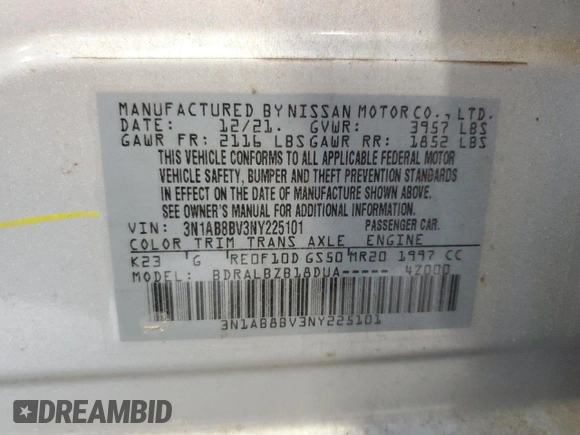 MANUFACTURED BY NISSAN MOTOR CO., LTD.
DATE: 12/21. GVWR: 3957 LBS
GAWR FR: 2116 LBS GAWR RR: 1852 LBS
THIS VEHICLE CONFORMS TO ALL APPLICABLE FEDERAL MOTOR
VEHICLE SAFETY, BUMPER AND THEFT PREVENTION STANDARDS
IN EFFECT ON THE DATE OF MANUFACTURE SHOWN ABOVE.
SEE OWNER'S MANUAL FOR ADDITIONAL INFORMATION.
VIN: 3N1AB8BV3NY225101 PASSENGER CAR.
COLOR TRIM TRANS AXLE ENGINE
K23 G RE0F10D GS50 MR20 1997 CC
MODEL: BDRALBZB18DUA----- 4Z000
3N1AB8BV3NY225101
DREAMBID